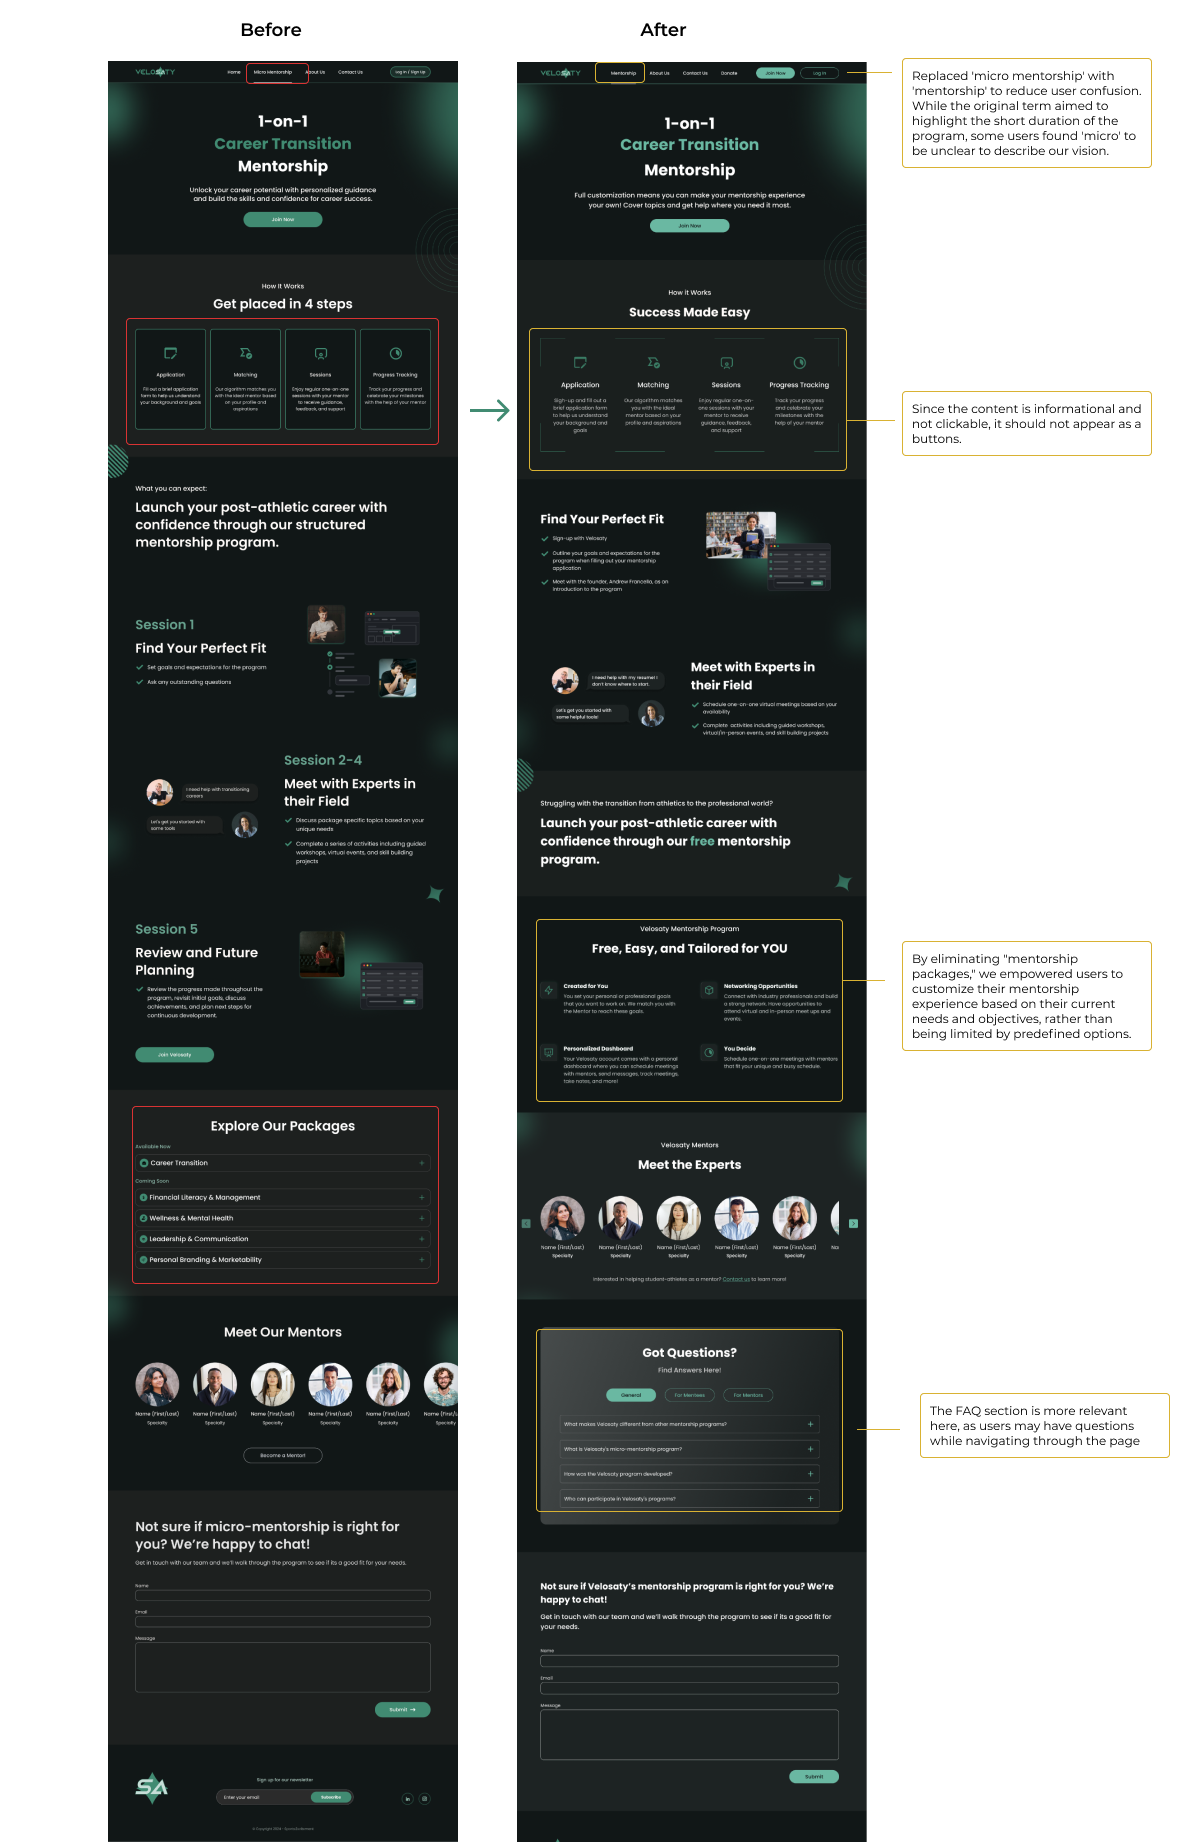 Before
VELOSATY
Home
Micro Mentorship
About Us
Contact Us
Log In / Sign Up
1-on-1
Career Transition
Mentorship
Unlock your career potential with personalized guidance
and build the skills and confidence for career success.
Join Now
How It Works
Get placed in 4 steps
Application
Fill out a brief application
form to help us understand
your background and goals
Matching
Our algorithm matches you
with the ideal mentor based
on your profile and
aspirations
Sessions
Enjoy regular one-on-one
sessions with your mentor
to receive guidance,
feedback, and support
Progress Tracking
Track your progress and
celebrate your milestones
with the help of your mentor
What you can expect:
Launch your post-athletic career with
confidence through our structured
mentorship program.
Session 1
Find Your Perfect Fit
Set goals and expectations for the program
Ask any outstanding questions
I need help with transitioning
careers
Let's get you started with
some tools
Session 2-4
Meet with Experts in
their Field
Discuss package specific topics based on your
unique needs
Complete a series of activities including guided
workshops, virtual events, and skill building
projects
Session 5
Review and Future
Planning
Review the progress made throughout the
program, revisit initial goals, discuss
achievements, and plan next steps for
continuous development.
Join Velosaty
Explore Our Packages
Available Now
Career Transition
Coming Soon
Financial Literacy & Management
Wellness & Mental Health
Leadership & Communication
Personal Branding & Marketability
Meet Our Mentors
Name (First/Last)
Specialty
Name (First/Last)
Specialty
Name (First/Last)
Specialty
Name (First/Last)
Specialty
Name (First/Last)
Specialty
Name (First/L
Specialty
Become a Mentor!
Not sure if micro-mentorship is right for
you? We're happy to chat!
Get in touch with our team and we'll walk through the program to see if its a good fit for your needs.
Name
Email
Message
Submit
SA
Sign up for our newsletter
Enter your email
Subscribe
After
VELOSATY
Mentorship
About Us
Contact Us
Donate
Join Now
Log In
1-on-1
Career Transition
Mentorship
Full customization means you can make your mentorship experience
your own! Cover topics and get help where you need it most.
Join Now
How It Works
Success Made Easy
Application
Sign-up and fill out a
brief application form
to help us understand
your background and
goals
Matching
Our algorithm matches
you with the ideal
mentor based on your
profile and aspirations
Sessions
Enjoy regular one-on-
one sessions with your
mentor to receive
guidance, feedback,
and support
Progress Tracking
Track your progress
and celebrate your
milestones with the
help of your mentor
Find Your Perfect Fit
Sign-up with Velosaty
Outline your goals and expectations for the
program when filling out your mentorship
application
Meet with the founder, Andrew Francella, as an
introduction to the program
I need help with my resume! I
don't know where to start.
Let's get you started with
some helpful tools!
Meet with Experts in
their Field
Schedule one-on-one virtual meetings based on your
availability
Complete activities including guided workshops,
virtual/in-person events, and skill building projects
Struggling with the transition from athletics to the professional world?
Launch your post-athletic career with
confidence through our free mentorship
program.
Velosaty Mentorship Program
Free, Easy, and Tailored for YOU
Created for You
You set your personal or professional goals
that you want to work on. We match you with
the Mentor to reach these goals.
Networking Opportunities
Connect with industry professionals and build
a strong network. Have opportunities to
attend virtual and in-person meet ups and
events.
Personalized Dashboard
Your Velosaty account comes with a personal
dashboard where you can schedule meetings
with mentors, send messages, track meetings,
take notes, and more!
You Decide
Schedule one-on-one meetings with mentors
that fit your unique and busy schedule.
Velosaty Mentors
Meet the Experts
Name (First/Last)
Specialty
Name (First/Last)
Specialty
Name (First/Last)
Specialty
Name (First/Last)
Specialty
Name (First/Last)
Specialty
Na
Interested in helping student-athletes as a mentor? Contact us to learn more!
Got Questions?
Find Answers Here!
General
For Mentees
For Mentors
What makes Velosaty different from other mentorship programs?
What is Velosaty's micro-mentorship program?
How was the Velosaty program developed?
Who can participate in Velosaty's programs?
Not sure if Velosaty's mentorship program is right for you? We're
happy to chat!
Get in touch with our team and we'll walk through the program to see if its a good fit for
your needs.
Name
Email
Message
Submit
Replaced 'micro mentorship' with
'mentorship' to reduce user confusion.
While the original term aimed to
highlight the short duration of the
program, some users found 'micro' to
be unclear to describe our vision.
Since the content is informational and
not clickable, it should not appear as a
buttons.
By eliminating "mentorship
packages," we empowered users to
customize their mentorship
experience based on their current
needs and objectives, rather than
being limited by predefined options.
The FAQ section is more relevant
here, as users may have questions
while navigating through the page